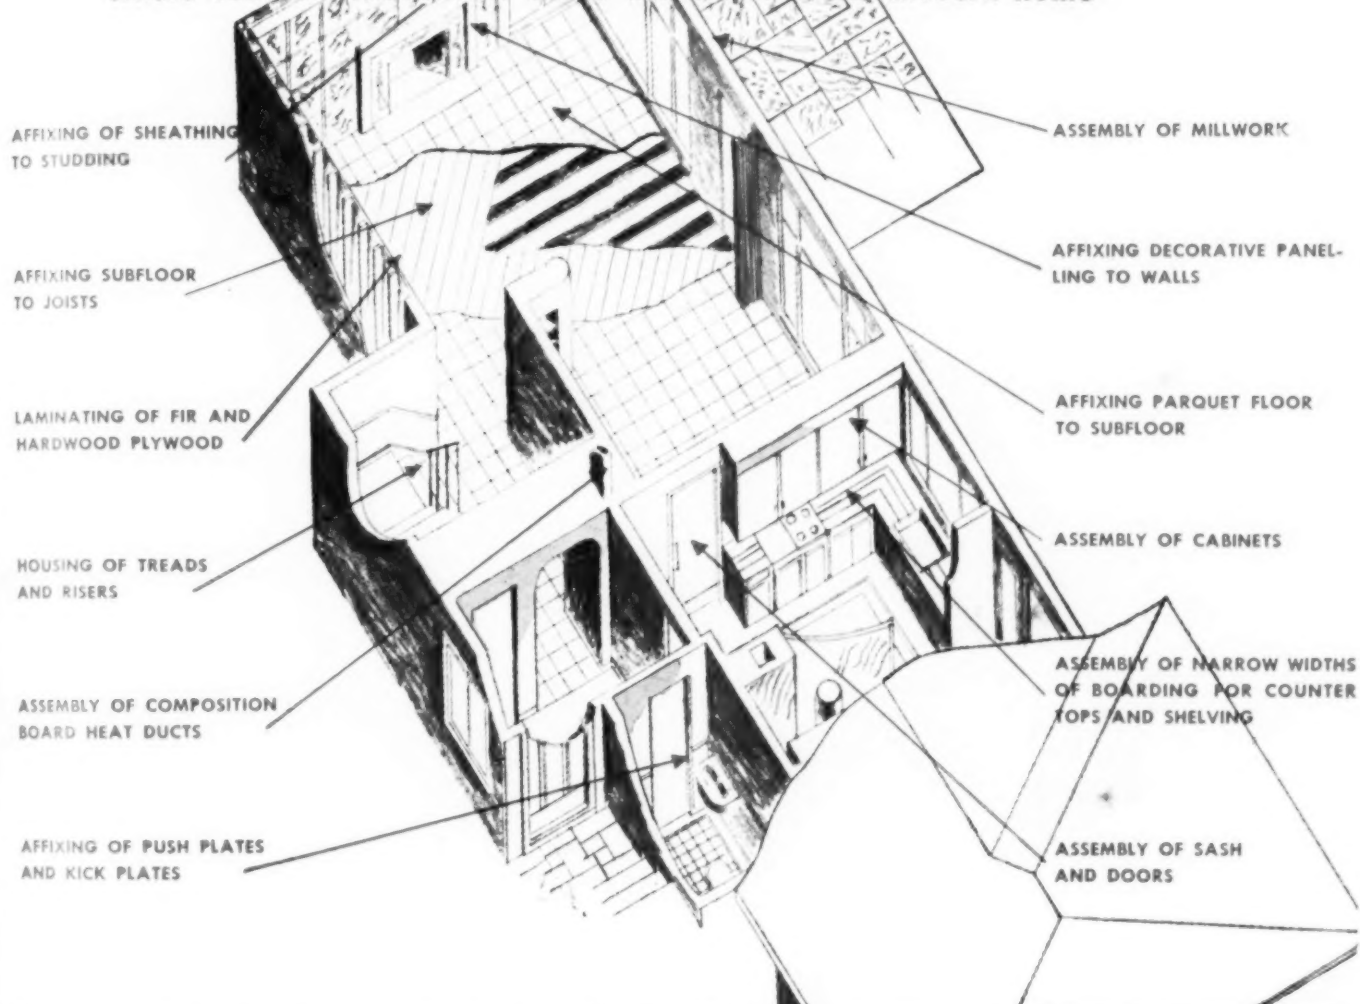 AFFIXING OF SHEATHING
TO STUDDING
AFFIXING SUBFLOOR
TO JOISTS
LAMINATING OF FIR AND
HARDWOOD PLYWOOD
HOUSING OF TREADS
AND RISERS
ASSEMBLY OF COMPOSITION
BOARD HEAT DUCTS
AFFIXING OF PUSH PLATES
AND KICK PLATES
ASSEMBLY OF MILLWORK
AFFIXING DECORATIVE PANEL-
LING TO WALLS
AFFIXING PARQUET FLOOR
TO SUBFLOOR
ASSEMBLY OF CABINETS
ASSEMBLY OF NARROW WIDTHS
OF BOARDING FOR COUNTER
TOPS AND SHELVING
ASSEMBLY OF SASH
AND DOORS